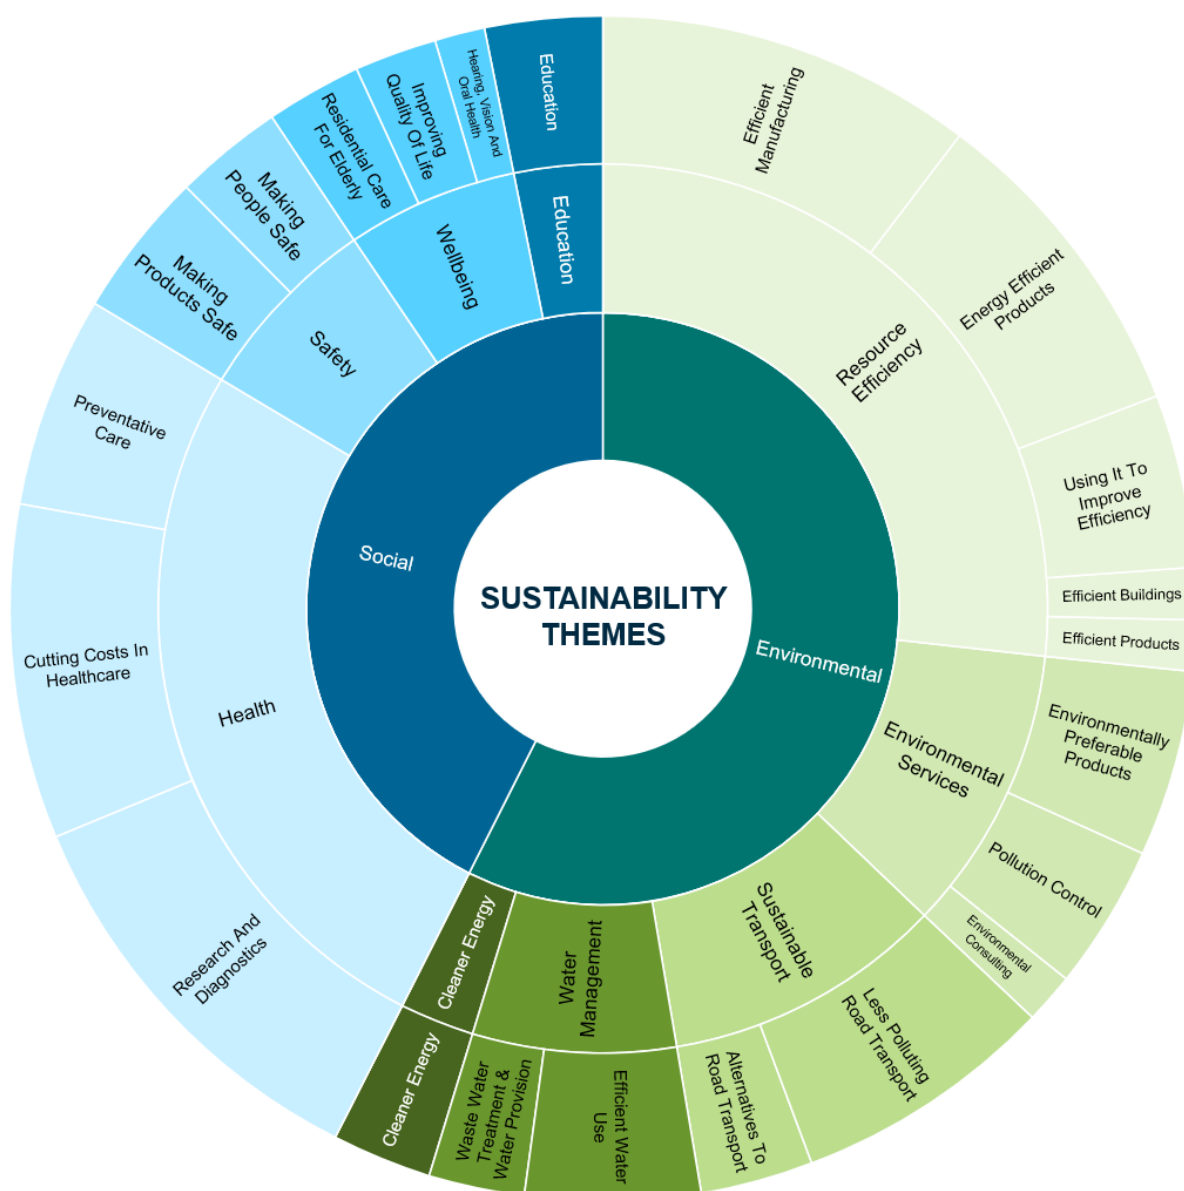 SUSTAINABILITY
THEMES
Environmental
Resource
Efficiency
Efficient
Manufacturing
Energy Efficient
Products
Using It To
Improve
Efficiency
Efficient Buildings
Efficient Products
Environmental
Services
Environmentally
Preferable
Products
Pollution Control
Environmental
Consulting
Sustainable
Transport
Less Polluting
Road Transport
Alternatives To
Road Transport
Water
Management
Efficient Water
Use
Waste Water
Treatment &
Water Provision
Cleaner Energy
Cleaner Energy
Social
Health
Research And
Diagnostics
Cutting Costs In
Healthcare
Preventative
Care
Safety
Making
Products Safe
Making
People Safe
Wellbeing
Residential Care
For Elderly
Improving
Quality Of Life
Hearing, Vision And
Oral Health
Education
Education